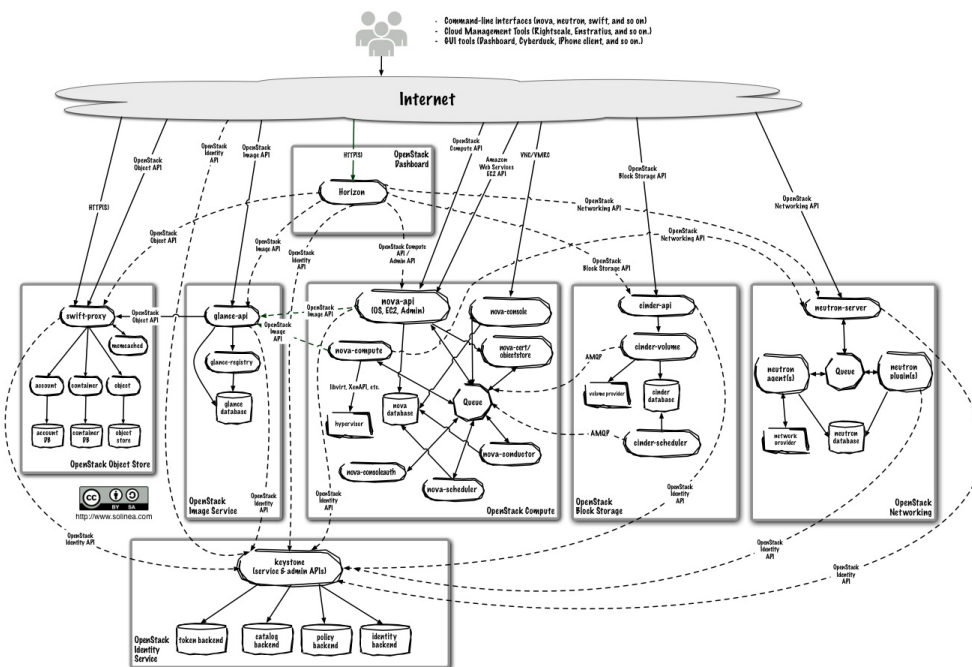 - Command-line interfaces (nova, neutron, swift, and so on)
- Cloud Management Tools (Rightscale, Enstratius, and so on.)
- GUI tools (Dashboard, Cyberduck, iPhone client, and so on.)
Internet
HTTP(S)
OpenStack
Object API
OpenStack
Identity
API
OpenStack
Image API
HTTP(S)
OpenStack
Dashboard
Horizon
OpenStack
Compute API
Amazon
Web Services
EC2 API
VNC/VMRC
OpenStack
Block Storage API
OpenStack
Networking API
OpenStack
Networking API
OpenStack
Object API
OpenStack
Image API
OpenStack
Identity
API
OpenStack Compute
API /
Admin API
OpenStack
Block Storage API
OpenStack
Networking API
swift-proxy
memcached
account
container
object
account
DB
container
DB
object
store
OpenStack Object Store
OpenStack
Object API
glance-api
glance-registry
glance
database
OpenStack
Image Service
OpenStack
Identity
API
OpenStack
Image API
OpenStack
Image API
nova-api
(OS, EC2, Admin)
nova-console
nova-compute
nova-cert/
objectstore
libvirt, XenAPI, etc.
hypervisor
nova
database
Queue
nova-consoleauth
nova-conductor
nova-scheduler
OpenStack
Identity
API
OpenStack Compute
AMQP
AMQP
cinder-api
cinder-volume
volume provider
cinder
database
cinder-scheduler
OpenStack
Block Storage
OpenStack
Identity
API
neutron-server
neutron
agent(s)
Queue
neutron
plugin(s)
network
provider
neutron
database
OpenStack
Networking
CC
BY SA
http://www.solinea.com
OpenStack
Identity API
OpenStack
Identity
API
OpenStack
Identity
API
keystone
(service & admin APIs)
token backend
catalog
backend
policy
backend
identity
backend
OpenStack
Identity
Service